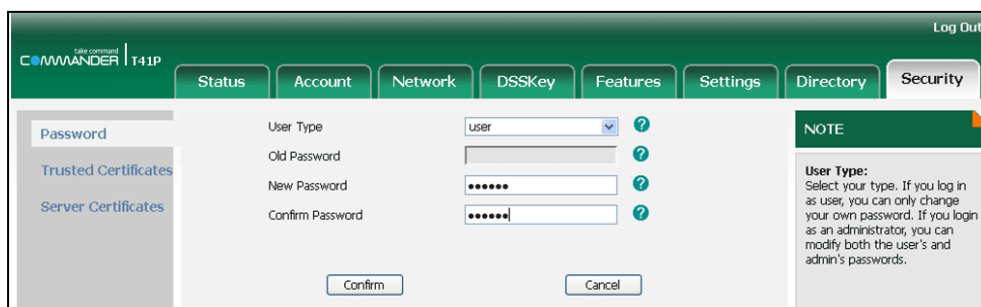 Log Out
take command
COMMANDER T41P
Status Account Network DSSKey Features Settings Directory Security
Password
Trusted Certificates
Server Certificates
User Type user
Old Password
New Password ••••••
Confirm Password ••••••
Confirm Cancel
NOTE
User Type:
Select your type. If you log in
as user, you can only change
your own password. If you login
as an administrator, you can
modify both the user's and
admin's passwords.